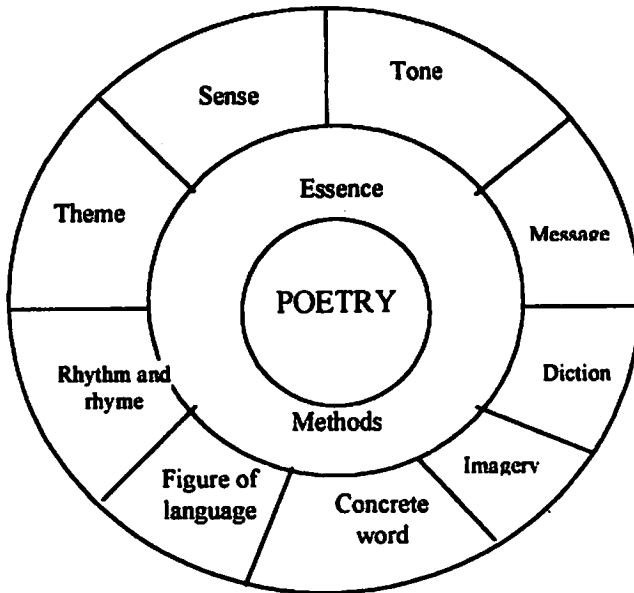 Tone
Sense
Essence
Theme
Message
POETRY
Diction
Rhythm and
rhyme
Methods
Imagery
Figure of
language
Concrete
word